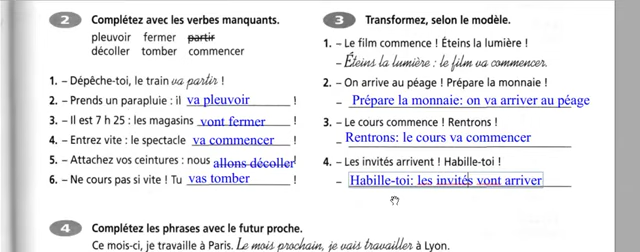 2 Complétez avec les verbes manquants.
pleuvoir fermer partir
décoller tomber commencer
1. – Dépêche-toi, le train va partir !
2. – Prends un parapluie : il va pleuvoir !
3. – Il est 7 h 25 : les magasins vont fermer !
4. – Entrez vite : le spectacle va commencer !
5. – Attachez vos ceintures : nous allons décoller!
6. – Ne cours pas si vite ! Tu vas tomber !
3 Transformez, selon le modèle.
1. – Le film commence ! Éteins la lumière !
– Éteins la lumière : le film va commencer.
2. – On arrive au péage ! Prépare la monnaie !
– Prépare la monnaie: on va arriver au péage
3. – Le cours commence ! Rentrons !
– Rentrons: le cours va commencer
4. – Les invités arrivent ! Habille-toi !
– Habille-toi: les invités vont arriver
4 Complétez les phrases avec le futur proche.
Ce mois-ci, je travaille à Paris. Le mois prochain, je vais travailler à Lyon.